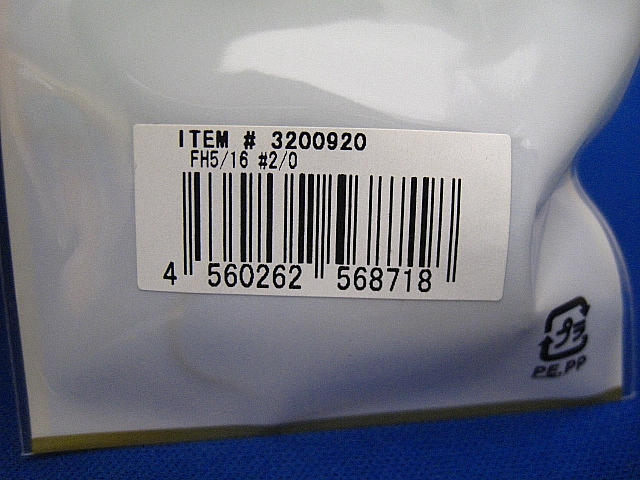 ITEM # 3200920
FH5/16 #2/0
4 560262 568718
プラ
PE,PP